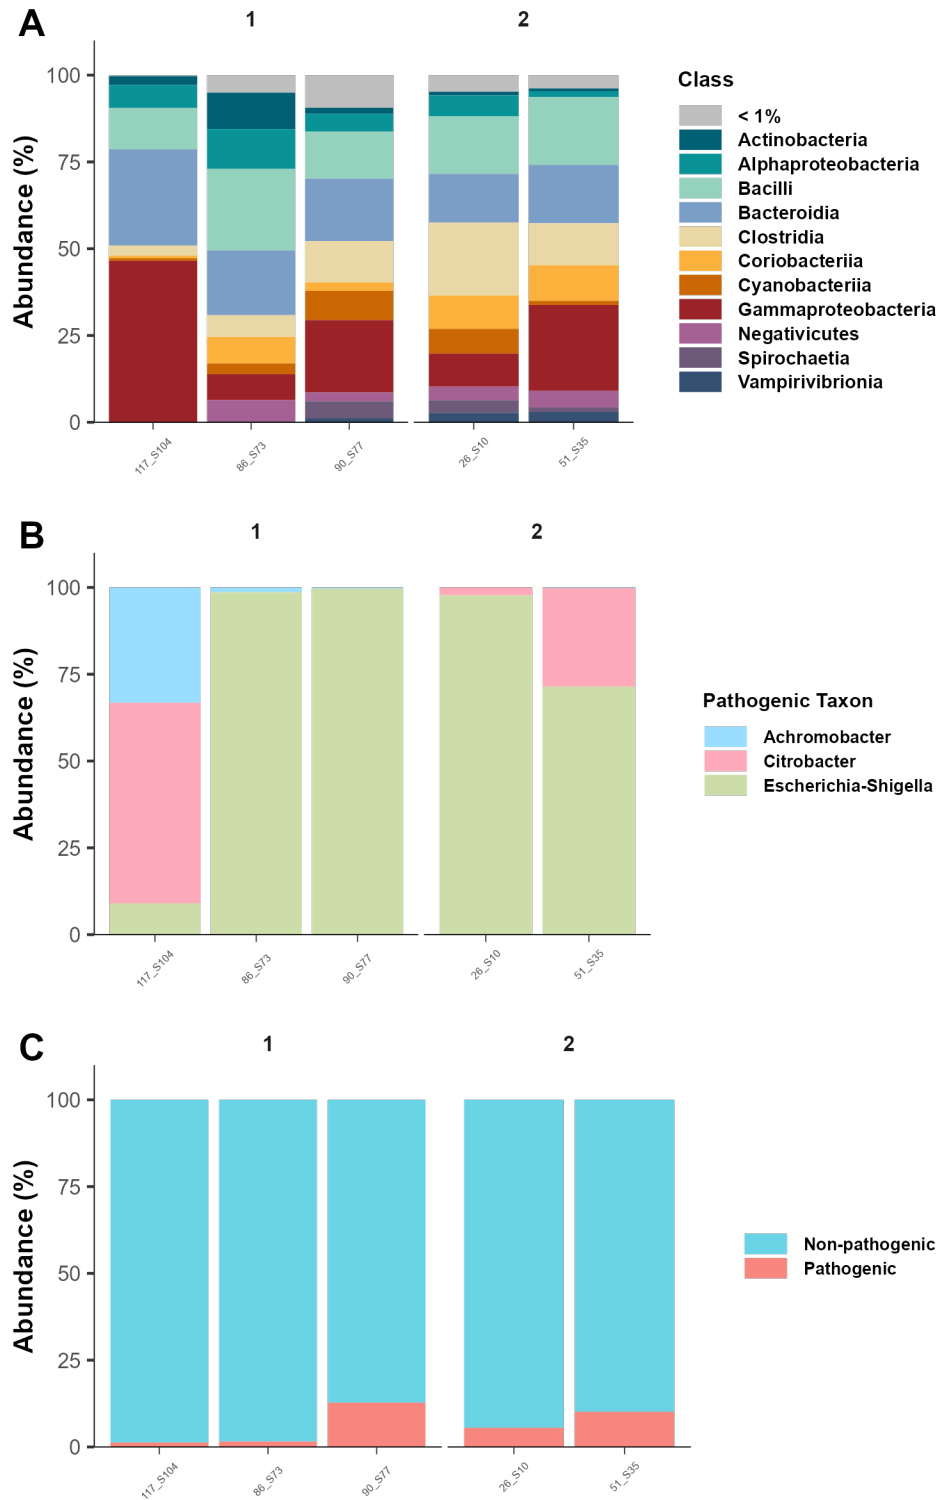 A
1
2
Abundance (%)
100
75
50
25
0
117_S104
86_S73
90_S77
26_S10
51_S35
Class
< 1%
Actinobacteria
Alphaproteobacteria
Bacilli
Bacteroidia
Clostridia
Coriobacteriia
Cyanobacteriia
Gammaproteobacteria
Negativicutes
Spirochaetia
Vampirivibrionia
B
1
2
Abundance (%)
100
75
50
25
0
117_S104
86_S73
90_S77
26_S10
51_S35
Pathogenic Taxon
Achromobacter
Citrobacter
Escherichia-Shigella
C
1
2
Abundance (%)
100
75
50
25
0
117_S104
86_S73
90_S77
26_S10
51_S35
Non-pathogenic
Pathogenic